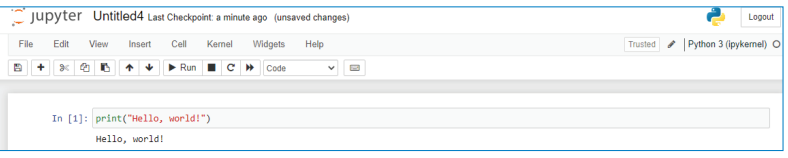 jupyter Untitled4 Last Checkpoint: a minute ago (unsaved changes) Logout
File Edit View Insert Cell Kernel Widgets Help Trusted Python 3 (ipykernel)
Run Code
In [1]: print("Hello, world!")
Hello, world!